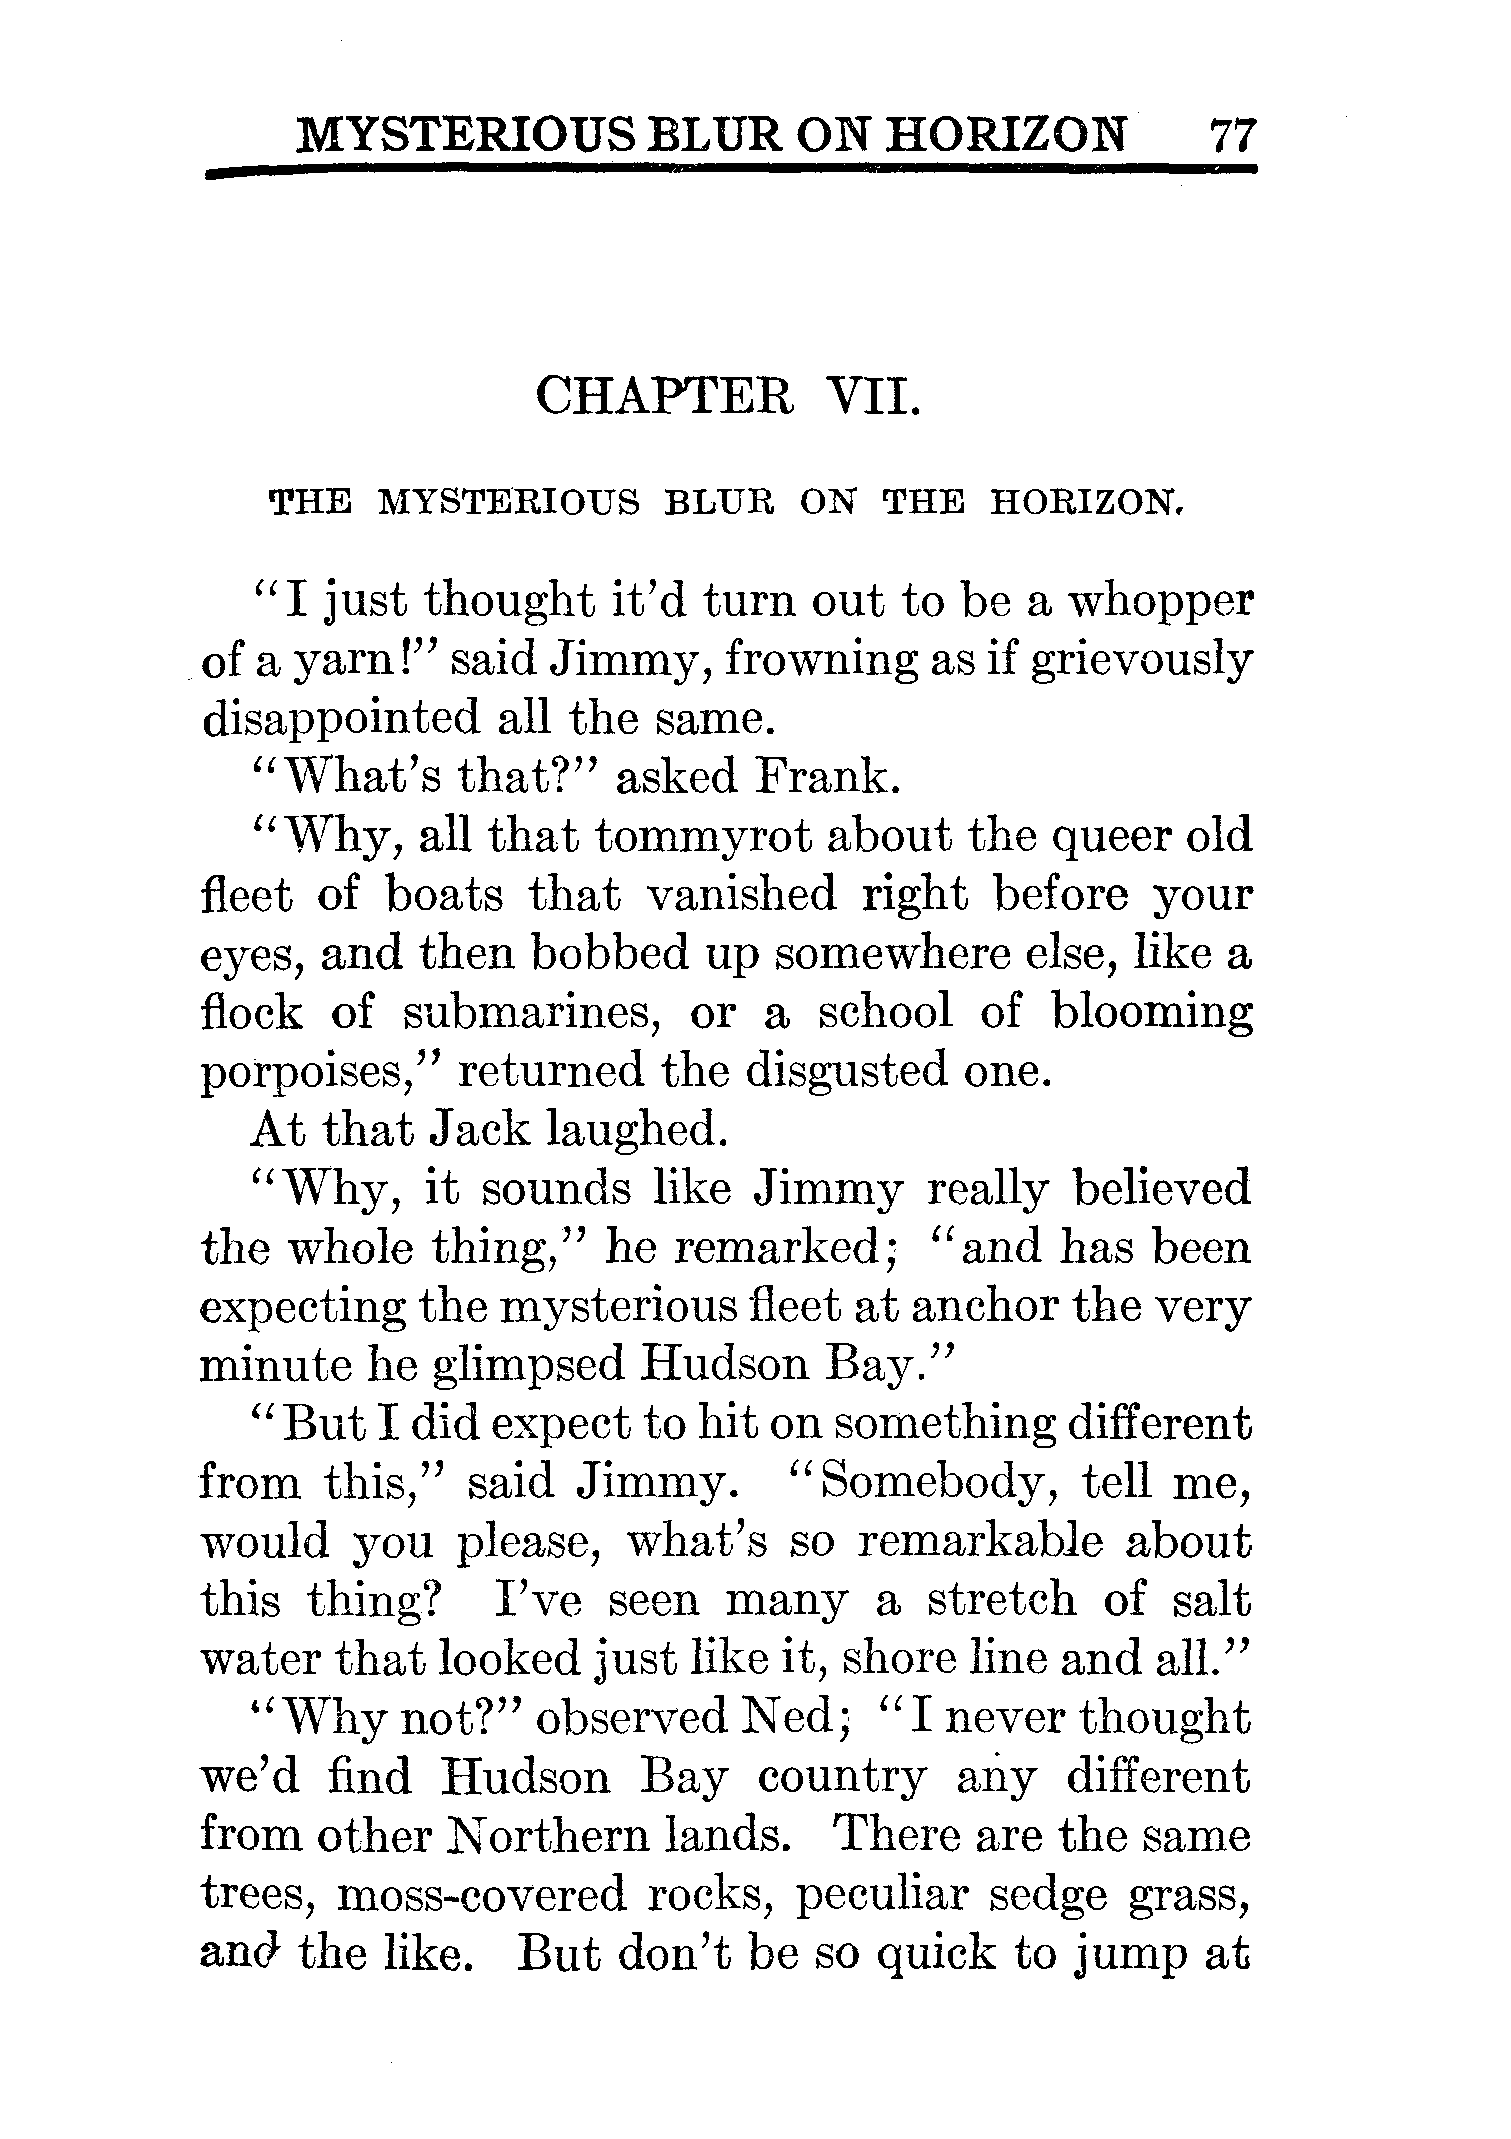 MYSTERIOUS BLUR ON HORIZON 77
CHAPTER VII.
THE MYSTERIOUS BLUR ON THE HORIZON.
"I just thought it'd turn out to be a whopper
of a yarn!" said Jimmy, frowning as if grievously
disappointed all the same.
"What's that?" asked Frank.
"Why, all that tommyrot about the queer old
fleet of boats that vanished right before your
eyes, and then bobbed up somewhere else, like a
flock of submarines, or a school of blooming
porpoises," returned the disgusted one.
At that Jack laughed.
"Why, it sounds like Jimmy really believed
the whole thing," he remarked; "and has been
expecting the mysterious fleet at anchor the very
minute he glimpsed Hudson Bay."
"But I did expect to hit on something different
from this," said Jimmy. "Somebody, tell me,
would you please, what's so remarkable about
this thing? I've seen many a stretch of salt
water that looked just like it, shore line and all."
"Why not?" observed Ned; "I never thought
we'd find Hudson Bay country any different
from other Northern lands. There are the same
trees, moss-covered rocks, peculiar sedge grass,
and the like. But don't be so quick to jump at